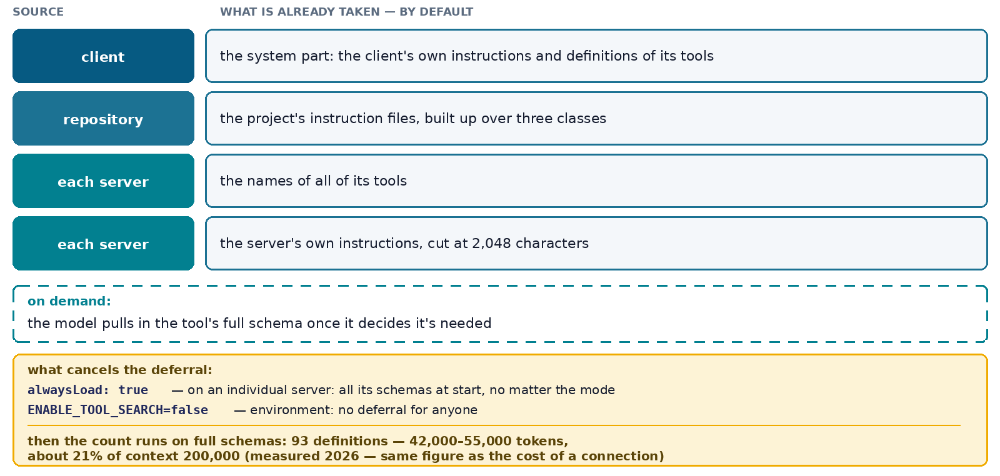 SOURCE
WHAT IS ALREADY TAKEN — BY DEFAULT
client
the system part: the client's own instructions and definitions of its tools
repository
the project's instruction files, built up over three classes
each server
the names of all of its tools
each server
the server's own instructions, cut at 2,048 characters
on demand:
the model pulls in the tool's full schema once it decides it's needed
what cancels the deferral:
alwaysLoad: true — on an individual server: all its schemas at start, no matter the mode
ENABLE_TOOL_SEARCH=false — environment: no deferral for anyone
then the count runs on full schemas: 93 definitions — 42,000–55,000 tokens,
about 21% of context 200,000 (measured 2026 — same figure as the cost of a connection)